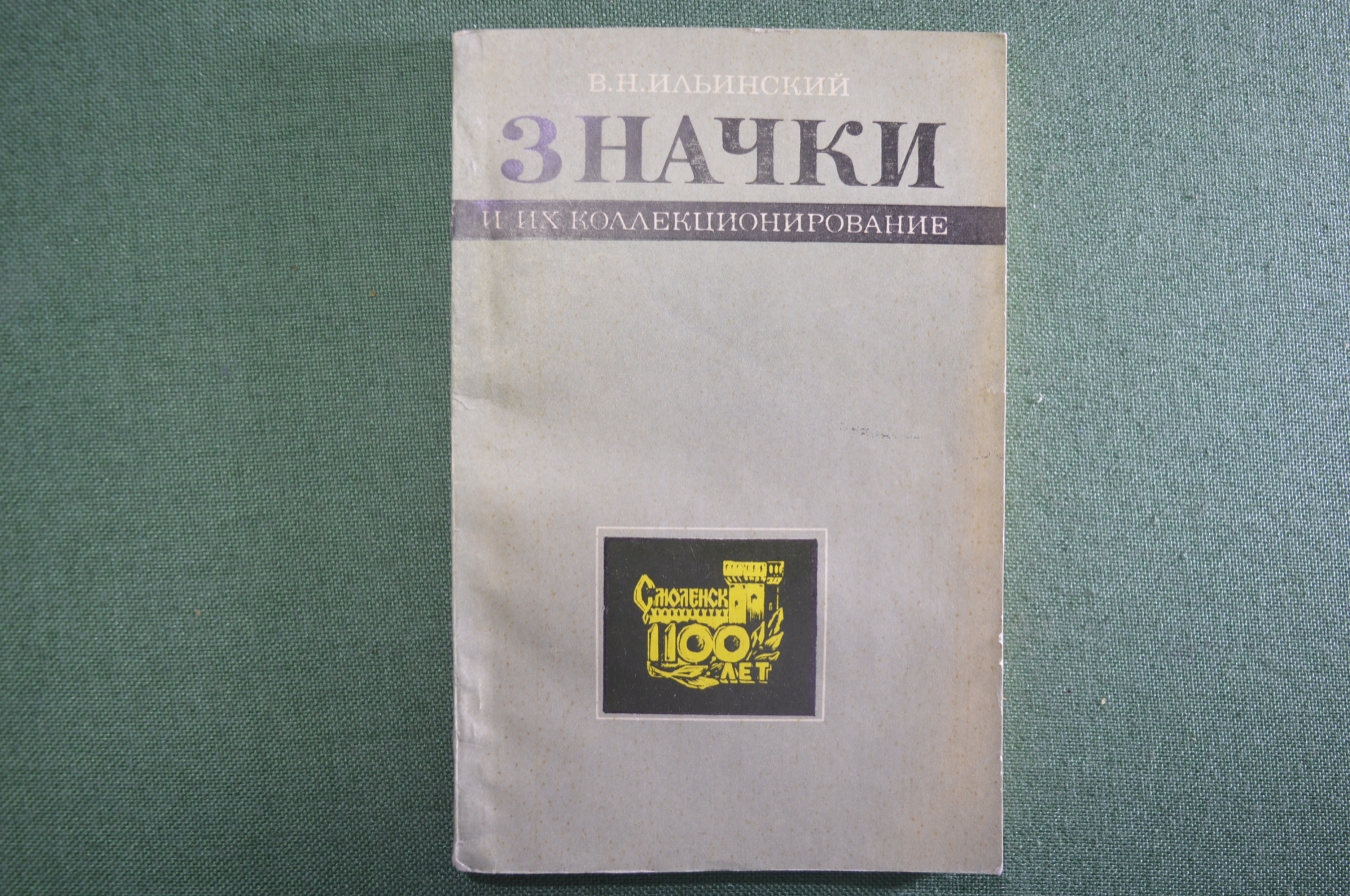 В.Н.ИЛЬИНСКИЙ
ЗНАЧКИ
И ИХ КОЛЛЕКЦИОНИРОВАНИЕ
СМОЛЕНСК
1100
ЛЕТ